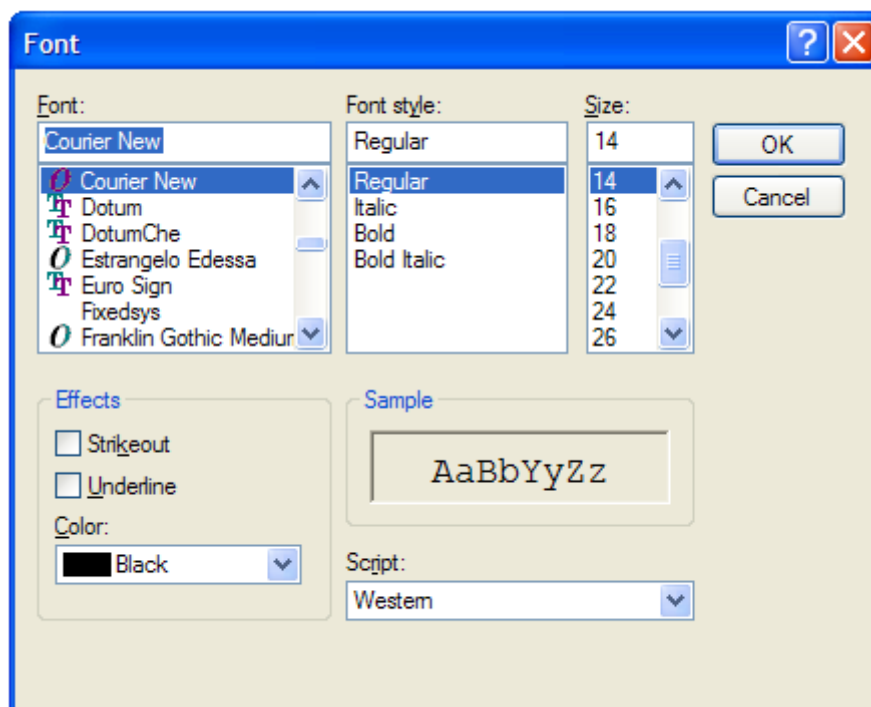 Font
Font:
Courier New
Courier New
Dotum
DotumChe
Estrangelo Edessa
Euro Sign
Fixedsys
Franklin Gothic Medium
Font style:
Regular
Regular
Italic
Bold
Bold Italic
Size:
14
14
16
18
20
22
24
26
OK
Cancel
Effects
Strikeout
Underline
Color:
Black
Sample
AaBbYyZz
Script:
Western